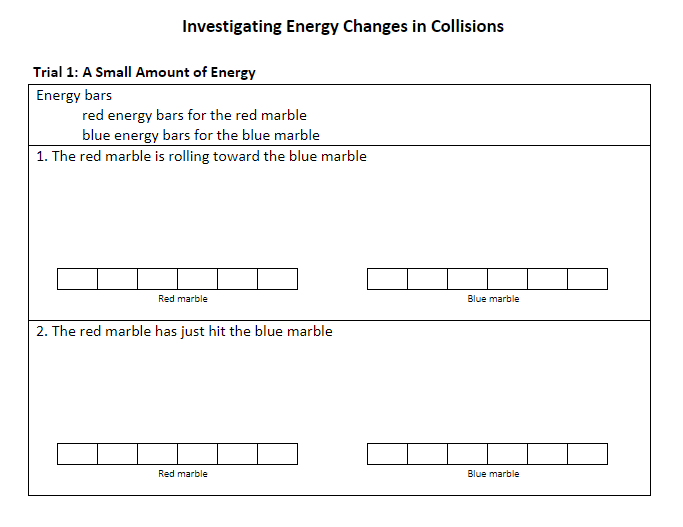 Investigating Energy Changes in Collisions
Trial 1: A Small Amount of Energy
Energy bars
red energy bars for the red marble
blue energy bars for the blue marble
1. The red marble is rolling toward the blue marble
Red marble
Blue marble
2. The red marble has just hit the blue marble
Red marble
Blue marble